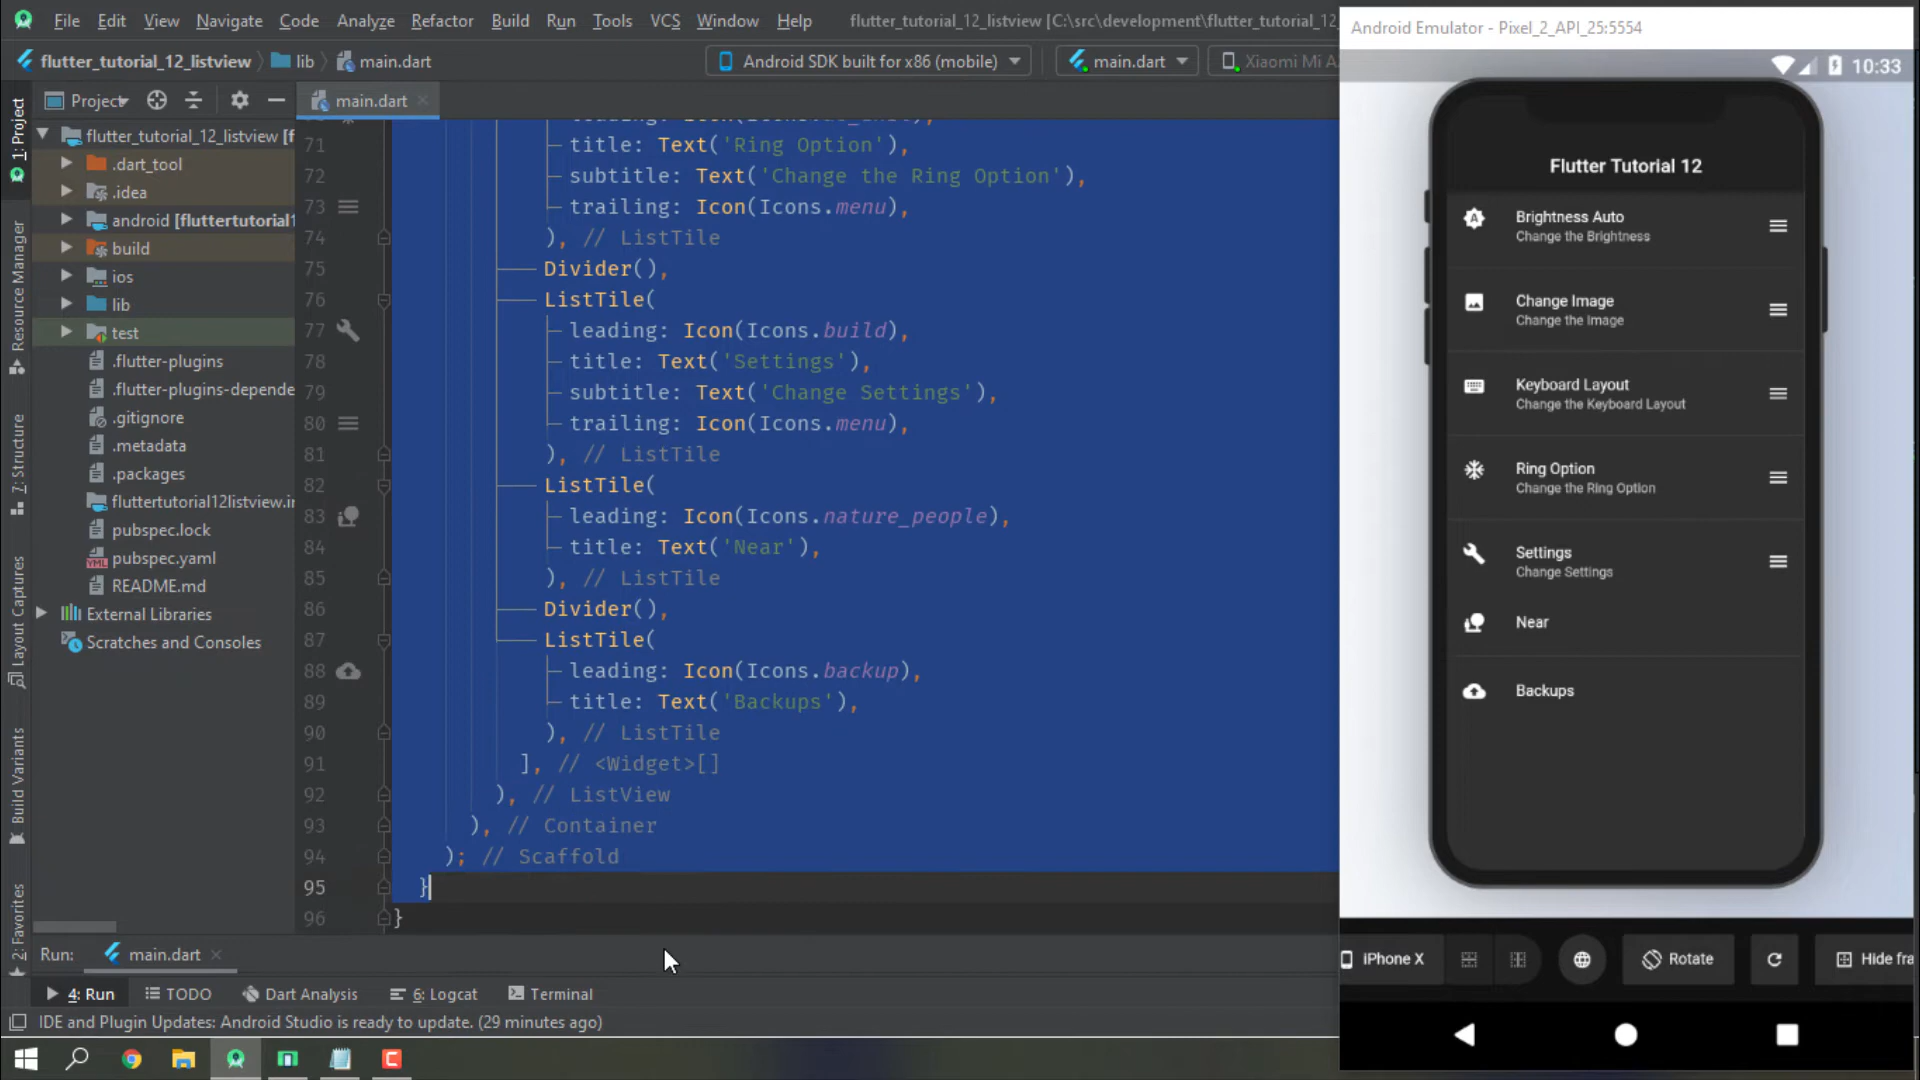 File Edit View Navigate Code Analyze Refactor Build Run Tools VCS Window Help flutter_tutorial_12_listview [C:\src\development\flutter_tutorial_12_
flutter_tutorial_12_listview lib main.dart Android SDK built for x86 (mobile) main.dart Xiaomi Mi A
Project main.dart
1: Project
Resource Manager
7: Structure
Layout Captures
Build Variants
2: Favorites
flutter_tutorial_12_listview [f
.dart_tool
.idea
android [fluttertutorial1
build
ios
lib
test
.flutter-plugins
.flutter-plugins-depende
.gitignore
.metadata
.packages
fluttertutorial12listview.ir
pubspec.lock
pubspec.yaml
README.md
External Libraries
Scratches and Consoles
71 title: Text('Ring Option'),
72 subtitle: Text('Change the Ring Option'),
73 trailing: Icon(Icons.menu),
74 ), // ListTile
75 Divider(),
76 ListTile(
77 leading: Icon(Icons.build),
78 title: Text('Settings'),
79 subtitle: Text('Change Settings'),
80 trailing: Icon(Icons.menu),
81 ), // ListTile
82 ListTile(
83 leading: Icon(Icons.nature_people),
84 title: Text('Near'),
85 ), // ListTile
86 Divider(),
87 ListTile(
88 leading: Icon(Icons.backup),
89 title: Text('Backups'),
90 ), // ListTile
91 ], // <Widget>[]
92 ), // ListView
93 ), // Container
94 ); // Scaffold
95 }
96 }
Run: main.dart
4: Run TODO Dart Analysis 6: Logcat Terminal
IDE and Plugin Updates: Android Studio is ready to update. (29 minutes ago)
Android Emulator - Pixel_2_API_25:5554
10:33
Flutter Tutorial 12
Brightness Auto
Change the Brightness
Change Image
Change the Image
Keyboard Layout
Change the Keyboard Layout
Ring Option
Change the Ring Option
Settings
Change Settings
Near
Backups
iPhone X Rotate Hide fra